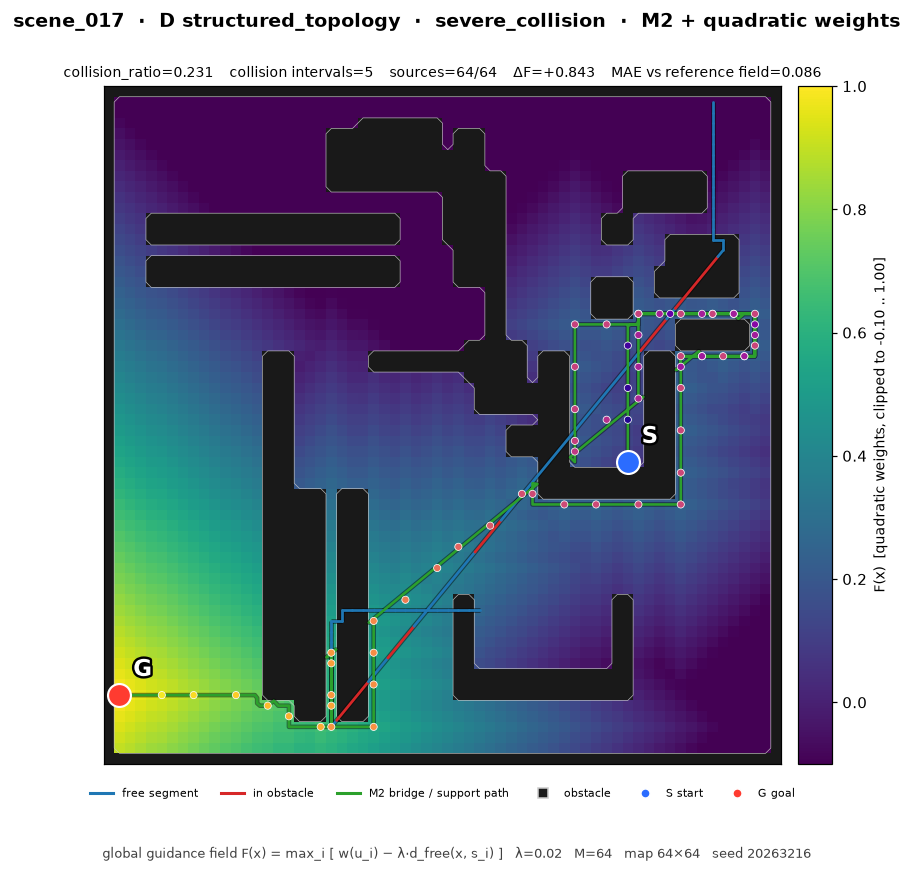 scene_017 · D structured_topology · severe_collision · M2 + quadratic weights
collision_ratio=0.231 collision intervals=5 sources=64/64 ΔF=+0.843 MAE vs reference field=0.086
1.0
0.8
0.6
0.4
0.2
0.0
F(x) (quadratic weights, clipped to -0.10 .. 1.00]
S
G
free segment in obstacle M2 bridge / support path obstacle S start G goal
global guidance field F(x) = max_i [ w(u_i) − λ·d_free(x, s_i) ] λ=0.02 M=64 map 64×64 seed 20263216